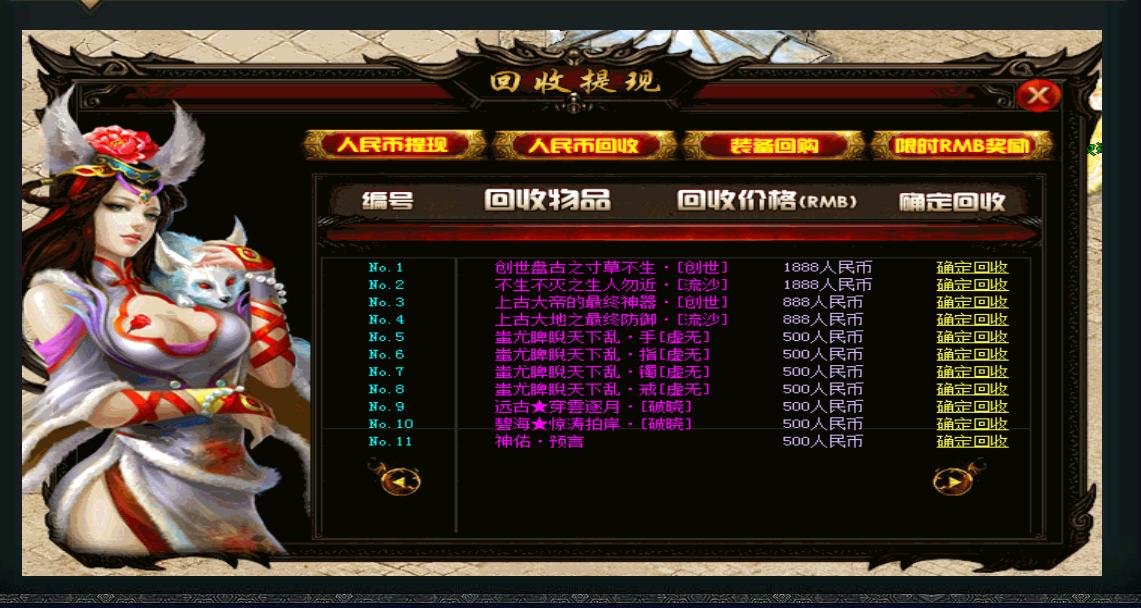 回收提现
人民币提现 人民币回收 装备回购 限时RMB奖励
编号 回收物品 回收价格(RMB) 确定回收
No.1 创世盘古之寸草不生·[创世] 1888人民币 确定回收
No.2 不生不灭之生人勿近·[流沙] 1888人民币 确定回收
No.3 上古大帝的最终神器·[创世] 888人民币 确定回收
No.4 上古大地之最终防御·[流沙] 888人民币 确定回收
No.5 蚩尤睥睨天下乱·手[虚无] 500人民币 确定回收
No.6 蚩尤睥睨天下乱·指[虚无] 500人民币 确定回收
No.7 蚩尤睥睨天下乱·镯[虚无] 500人民币 确定回收
No.8 蚩尤睥睨天下乱·戒[虚无] 500人民币 确定回收
No.9 远古★穿雲逐月·[破晓] 500人民币 确定回收
No.10 碧海★惊涛拍岸·[破晓] 500人民币 确定回收
No.11 神佑·预言 500人民币 确定回收